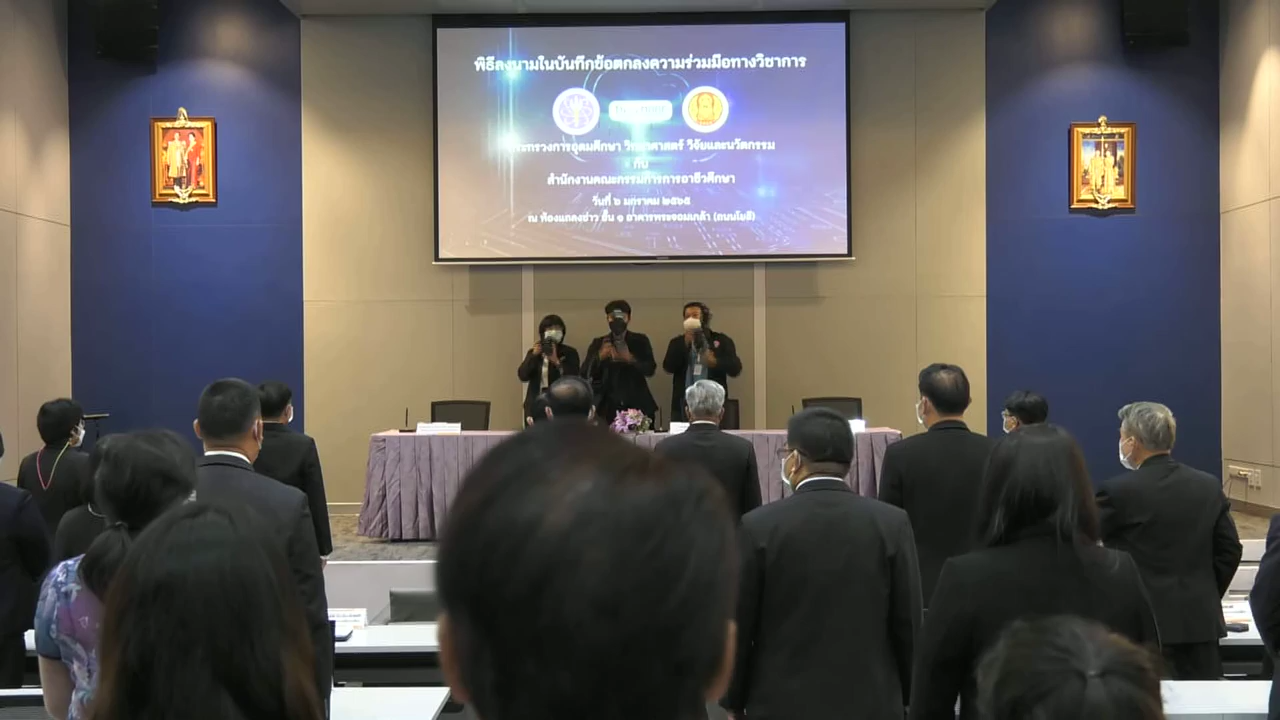 พิธีลงนามในบันทึกข้อตกลงความร่วมมือทางวิชาการ
กระทรวงการอุดมศึกษา วิทยาศาสตร์ วิจัยและนวัตกรรม
กับ
สำนักงานคณะกรรมการการอาชีวศึกษา
วันที่ ๖ มกราคม ๒๕๖๕
ณ ห้องแถลงข่าว ชั้น ๑ อาคารพระจอมเกล้า (ถนนโยธี)